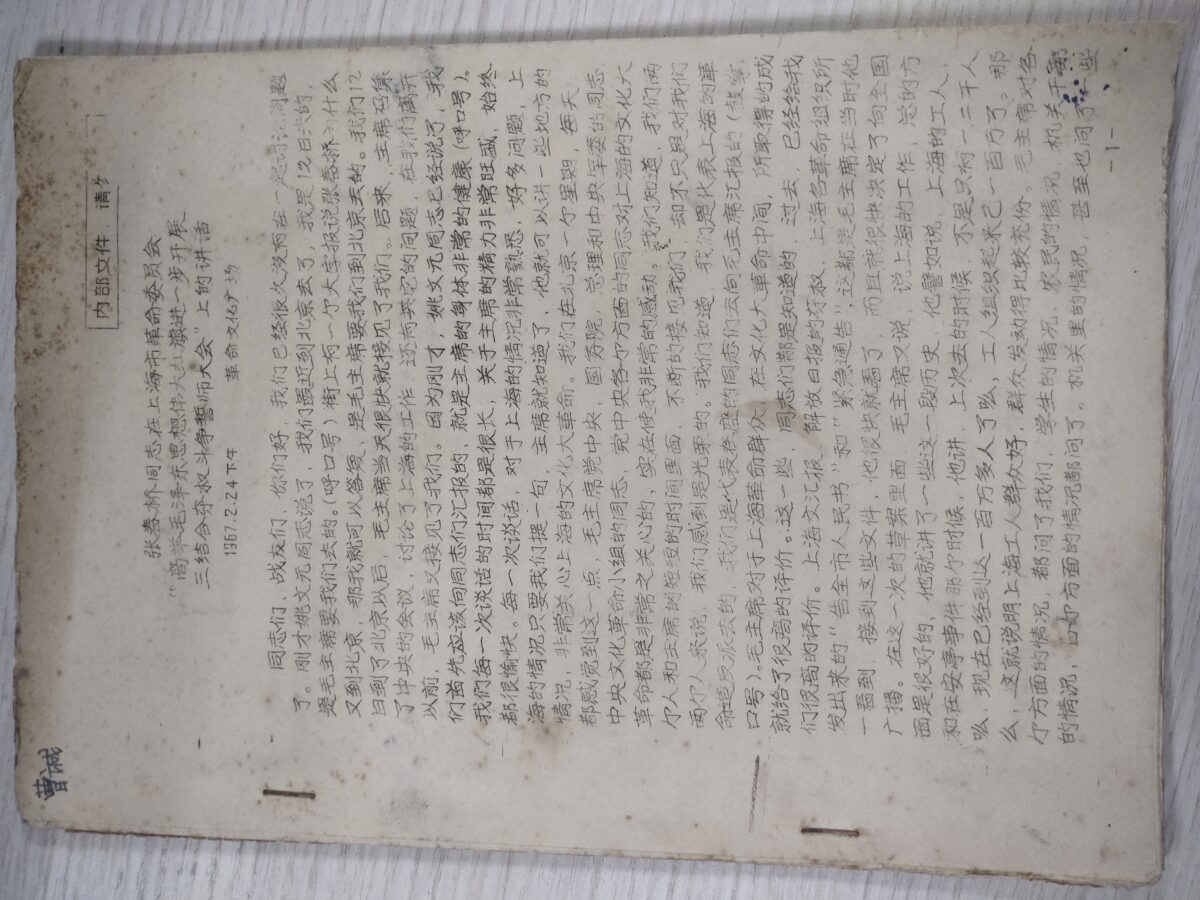 曹诚
内部文件,请勿
张春桥同志在上海市革命委员会
“高举毛泽东思想伟大红旗进一步开展
三结合夺权斗争誓师大会”上的讲话
1967.2.24下午 革命文化广场
同志们、战友们,你们好,我们已经很久没有在一起讨论问题
了。刚才姚文元同志说了,我们最近到北京去了,我是12日去的,
是毛主席要我们去的。(呼口号)街上有一个大字报说张春桥为什么
又到北京,那我就可以答复,是毛主席要我们到北京去的。我们12
日到了北京以后,毛主席当天很快就接见了我们。后来,主席召集
了中央的会议,讨论了上海的工作,还有其它的问题,在我们离开
以前,毛主席又接见了我们。因为刚才,姚文元同志已经说了,我
们首先应该向同志们汇报的,就是主席的身体非常的健康(呼口号)。
我们每一次谈话的时间都是很长,关于主席的精力非常旺盛,始终
都很愉快。每一次谈话,对于上海的情况非常熟悉,好多问题,上
海的情况只要我们提一句,主席就知道了,他就可以讲一些地方的
情况,非常关心上海的文化大革命。我们在北京一个星期,每天
都感觉到这一点,毛主席党中央,国务院,总理和中央军委的同志,
中央文化革命小组的同志,党中央各个方面的同志对上海的文化大
革命都是非常之关心的,实在使我非常的感动。我们知道,我们两
个人和主席的短短的时间里面,不断的接见我们,却不只是对我们
两个人来说,我们感到是光荣的。我们知道,我们是代表上海的革
命造反派去的,我们是代表在座的同志们去向毛主席汇报的(鼓掌,
口号)。毛主席对于上海革命群众,在文化大革命中间,所取得的成
就给了很高的评价。这一些,同志们都是知道的,过去,已经给我
们很高的评价。上海文汇报、解放日报的夺权,上海各革命组织所
发出来的“告全市人民书”和“紧急通告”,这都是毛主席在当时他
一看到,接到这些文件,他很快就看了,而且就很快决定了向全国
广播。在这一次的草案里面,毛主席又说,说上海的工作,总的方
面是很好的,他就讲了一些这一段历史,他譬如说,上海的工人,
和在安亭事件那个时候,他讲,上次去的时候,不是只有一、二千人
么,现在已经到达一百万多人了么,工人组织起来已一百万了。那
么,这就说明上海工人群众好,群众发动得比较充份。毛主席对各
个方面的情况,都问了我们,学生的情况,农民的情况,机关干部
的情况,各个方面的情况都问了。机关里的情况,甚至也问了一些
-1-